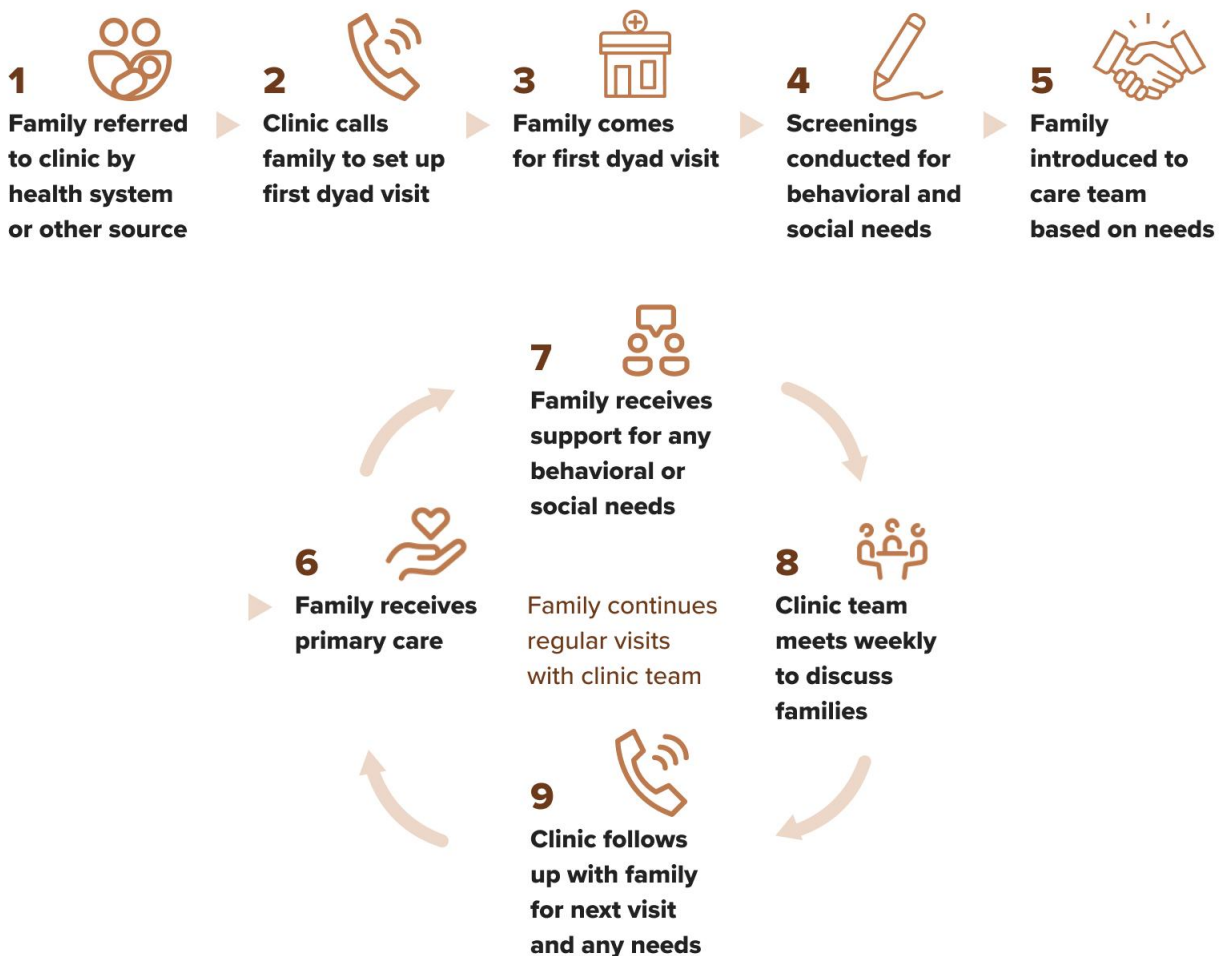 1
Family referred
to clinic by
health system
or other source
2
Clinic calls
family to set up
first dyad visit
3
Family comes
for first dyad visit
4
Screenings
conducted for
behavioral and
social needs
5
Family
introduced to
care team
based on needs
6
Family receives
primary care
7
Family receives
support for any
behavioral or
social needs
8
Clinic team
meets weekly
to discuss
families
9
Clinic follows
up with family
for next visit
and any needs
Family continues
regular visits
with clinic team